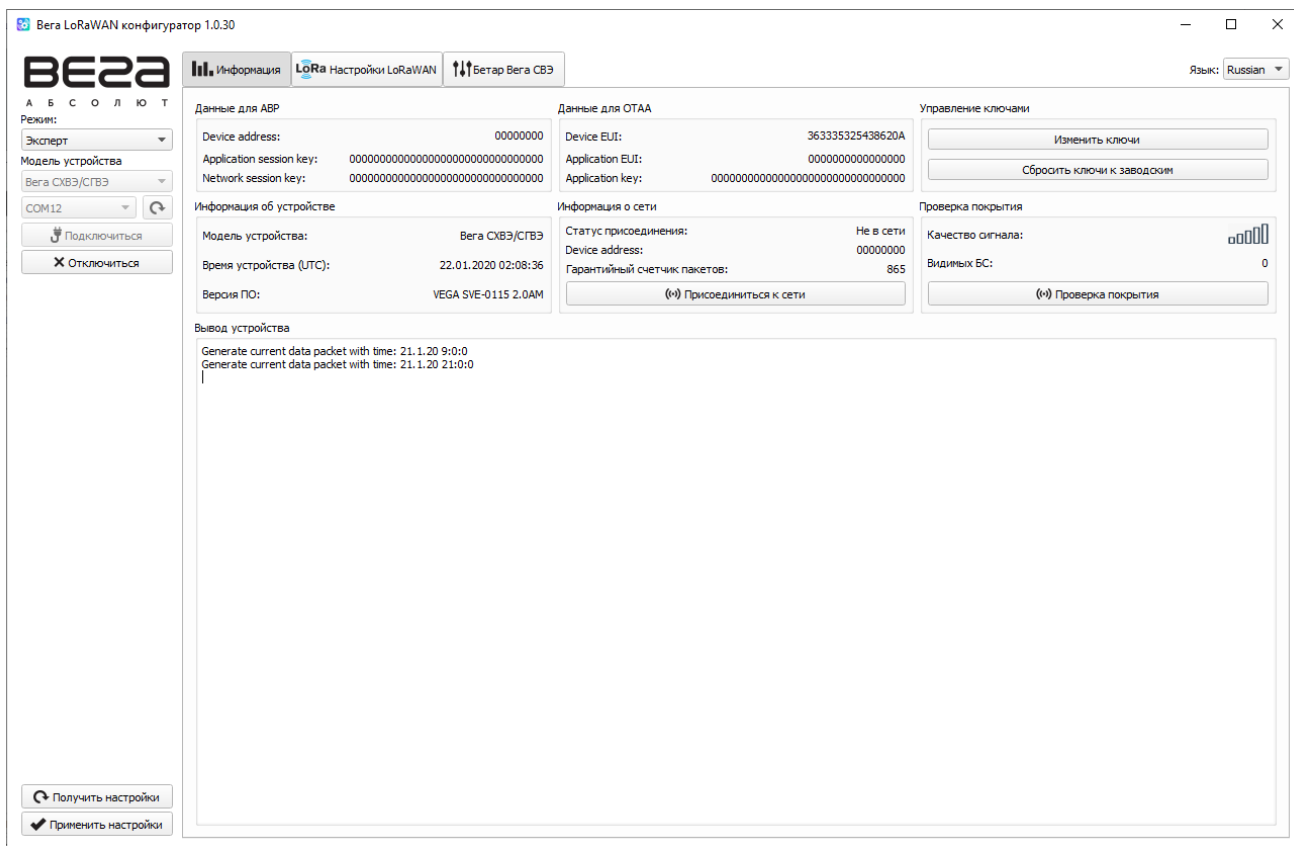 Вега LoRaWAN конфигуратор 1.0.30
ВЕГА
АБСОЛЮТ
Режим:
Эксперт
Модель устройства
Вега СХВЭ/СГВЭ
COM12
Подключиться
Отключиться
Информация
LoRa Настройки LoRaWAN
Бетар Вега СВЭ
Язык: Russian
Данные для ABP
Device address: 00000000
Application session key: 00000000000000000000000000000000
Network session key: 00000000000000000000000000000000
Данные для OTAA
Device EUI: 363335325438620A
Application EUI: 0000000000000000
Application key: 00000000000000000000000000000000
Управление ключами
Изменить ключи
Сбросить ключи к заводским
Информация об устройстве
Модель устройства: Вега СХВЭ/СГВЭ
Время устройства (UTC): 22.01.2020 02:08:36
Версия ПО: VEGA SVE-0115 2.0AM
Информация о сети
Статус присоединения: Не в сети
Device address: 00000000
Гарантийный счетчик пакетов: 865
Присоединиться к сети
Проверка покрытия
Качество сигнала:
Видимых БС: 0
Проверка покрытия
Вывод устройства
Generate current data packet with time: 21.1.20 9:0:0
Generate current data packet with time: 21.1.20 21:0:0
Получить настройки
Применить настройки